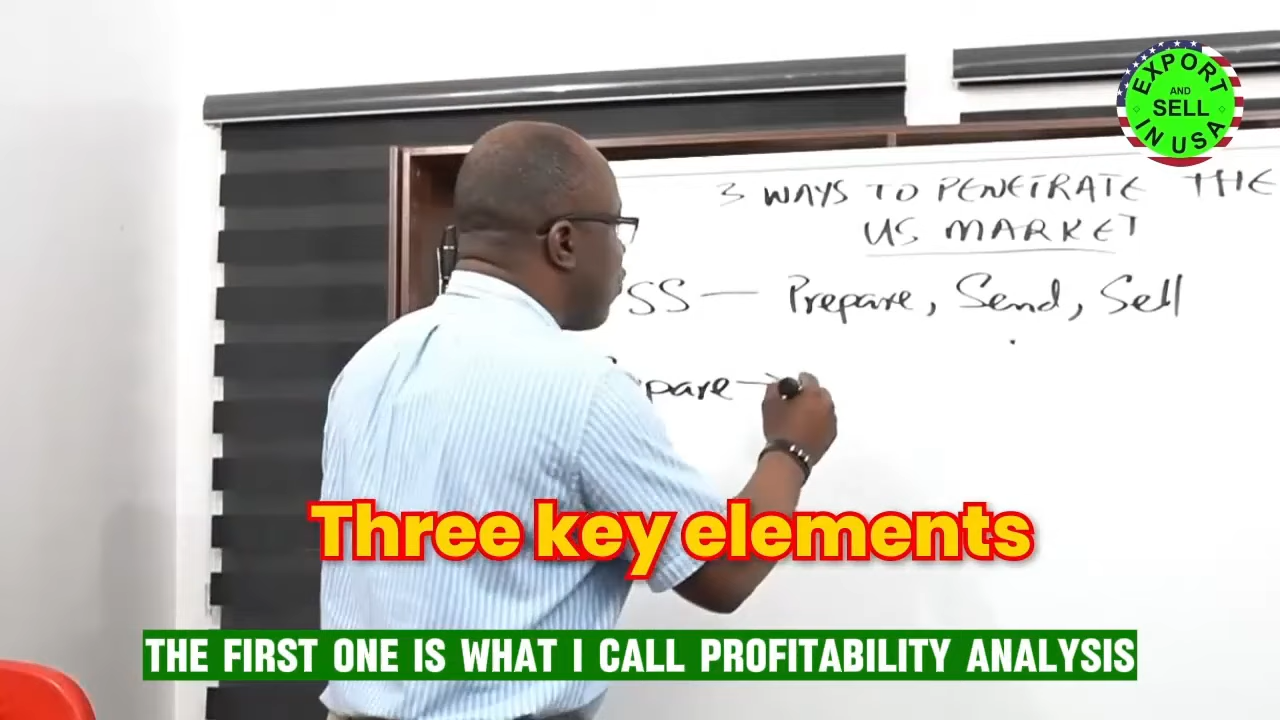 EXPORT
AND
SELL
IN USA
3 WAYS TO PENETRATE THE
US MARKET
SS — Prepare, Send, Sell
pare —
Three key elements
THE FIRST ONE IS WHAT I CALL PROFITABILITY ANALYSIS